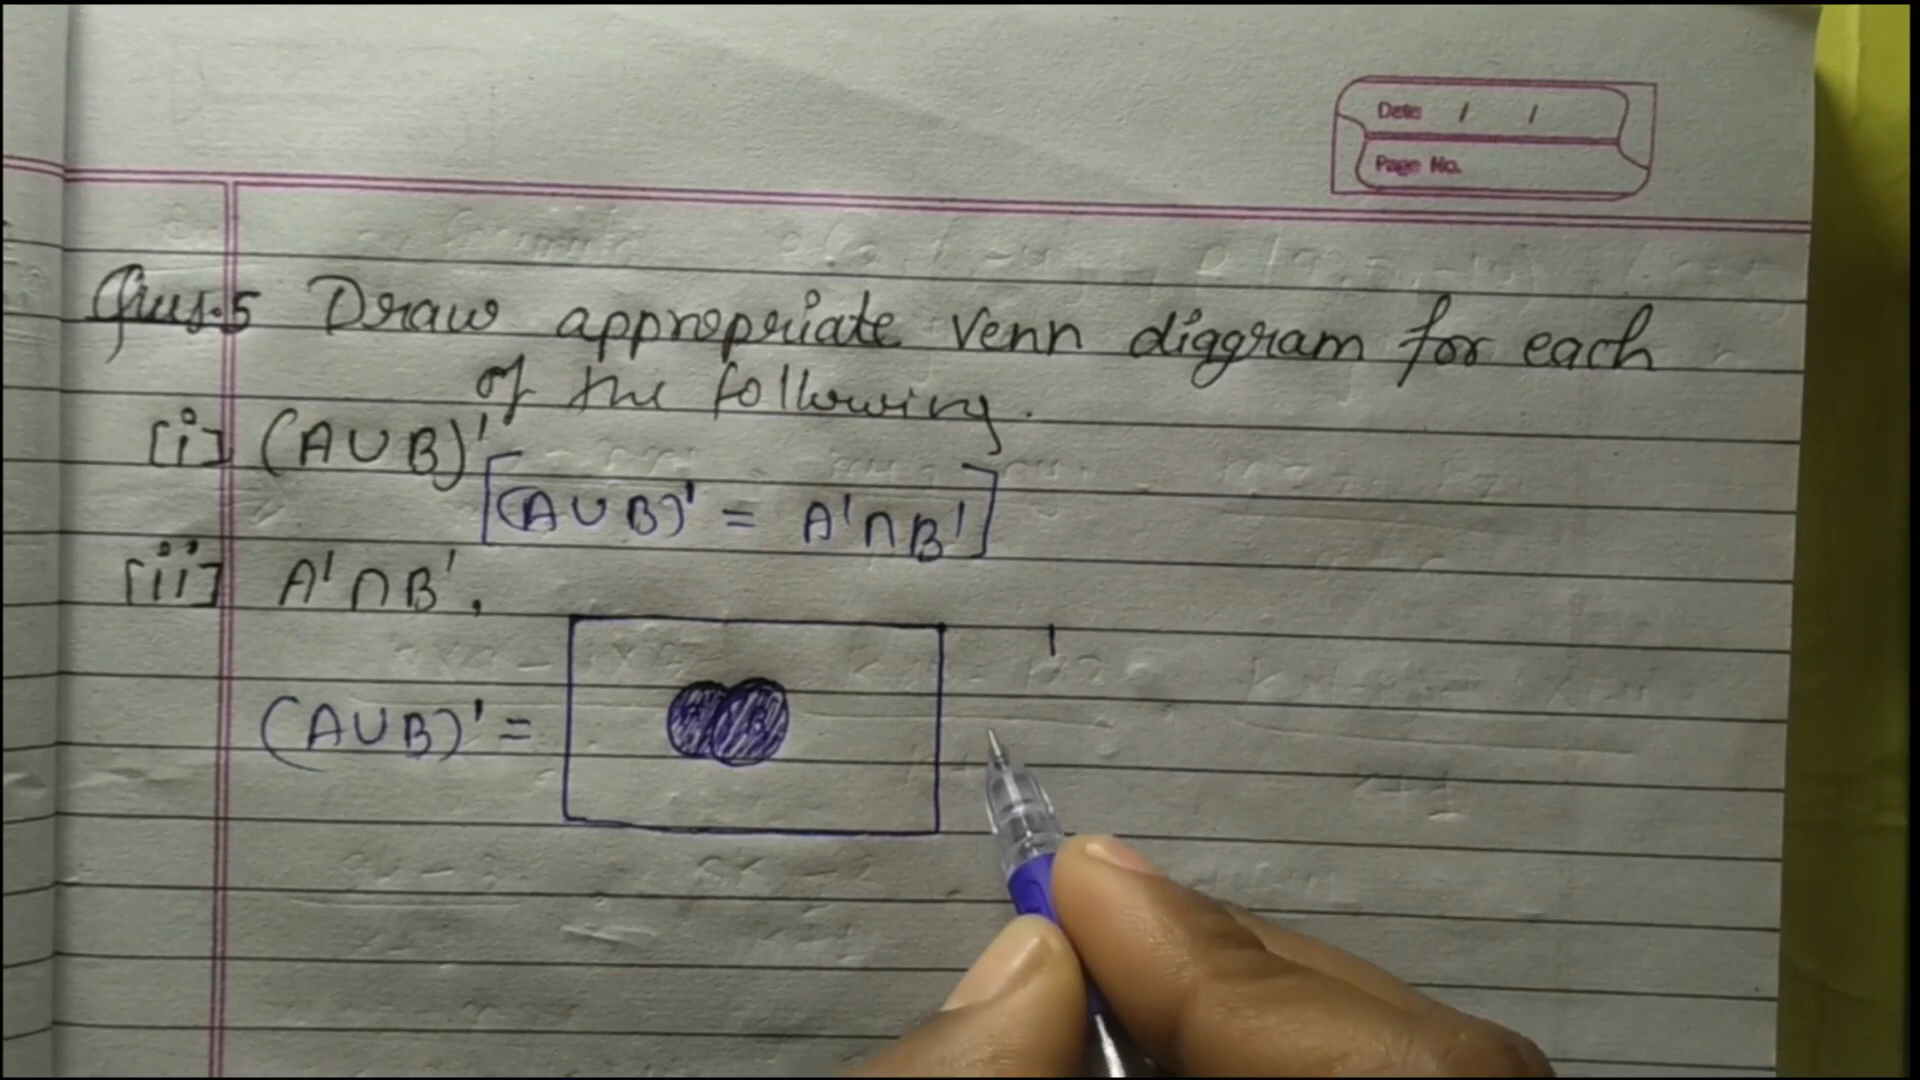 Date / /
Page No.
Ques.5 Draw appropriate Venn diagram for each
of the following.
[i] (A∪B)'
[(A∪B)' = A'∩B']
[ii] A'∩B'.
(A∪B)' =
A B